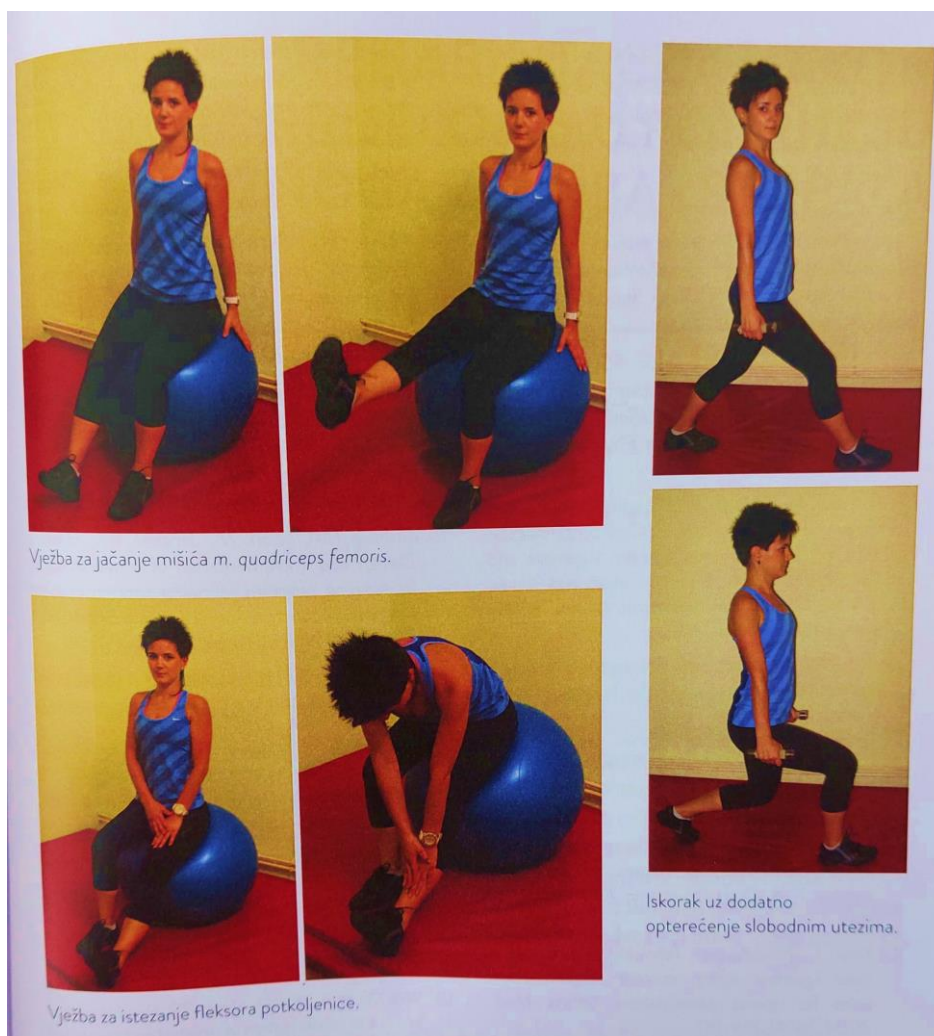 Vježba za jačanje mišića m. quadriceps femoris.
Vježba za istezanje fleksora potkoljenice.
Iskorak uz dodatno
opterećenje slobodnim utezima.